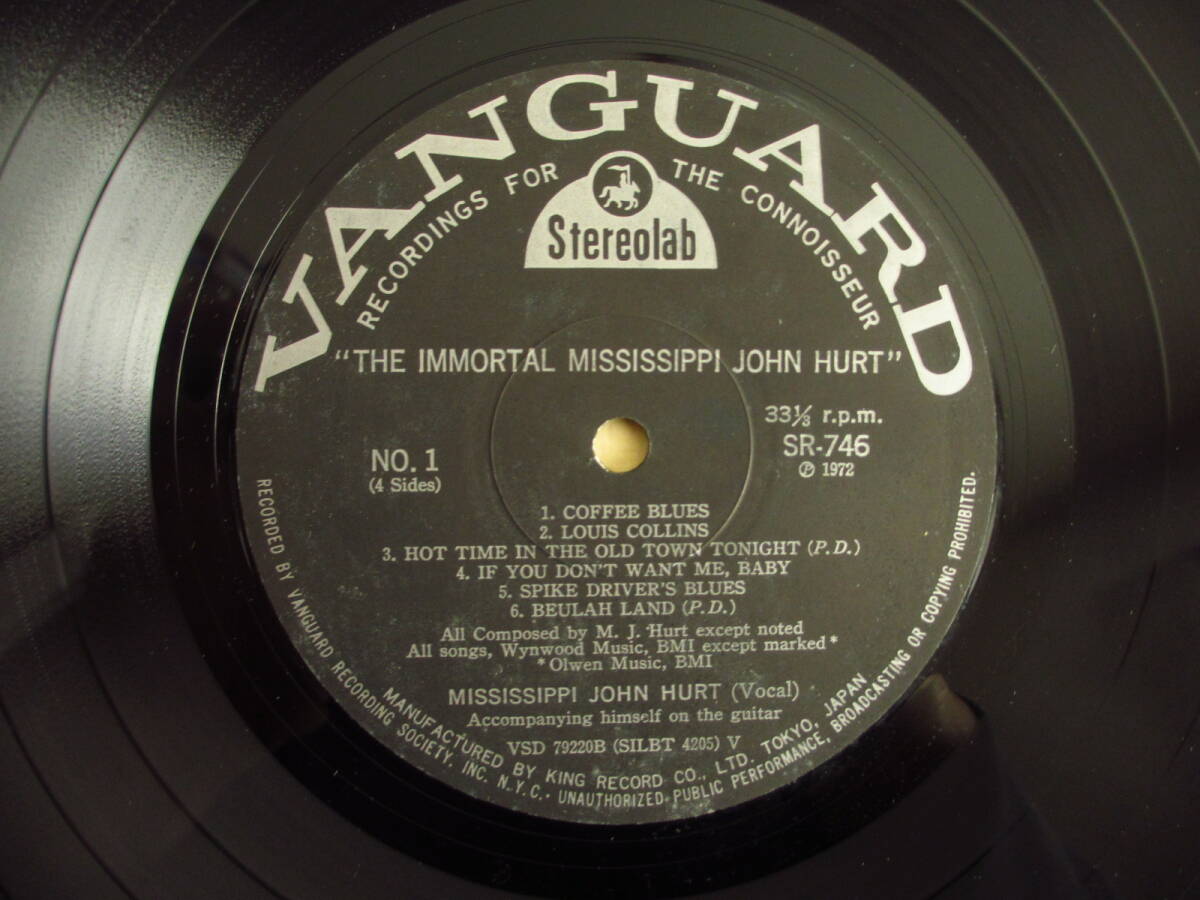 VANGUARD
RECORDINGS FOR THE CONNOISSEUR
Stereolab
"THE IMMORTAL MISSISSIPPI JOHN HURT"
33⅓ r.p.m.
SR-746
℗ 1972
NO. 1
(4 Sides)
1. COFFEE BLUES
2. LOUIS COLLINS
3. HOT TIME IN THE OLD TOWN TONIGHT (P.D.)
4. IF YOU DON'T WANT ME, BABY
5. SPIKE DRIVER'S BLUES
6. BEULAH LAND (P.D.)
All Composed by M. J. Hurt except noted
All songs, Wynwood Music, BMI except marked*
*Olwen Music, BMI
MISSISSIPPI JOHN HURT (Vocal)
Accompanying himself on the guitar
VSD 79220B (SILBT 4205) V
MANUFACTURED BY KING RECORD CO., LTD. TOKYO, JAPAN
RECORDED BY VANGUARD RECORDING SOCIETY, INC. N.Y.C. · UNAUTHORIZED PUBLIC PERFORMANCE, BROADCASTING OR COPYING PROHIBITED.